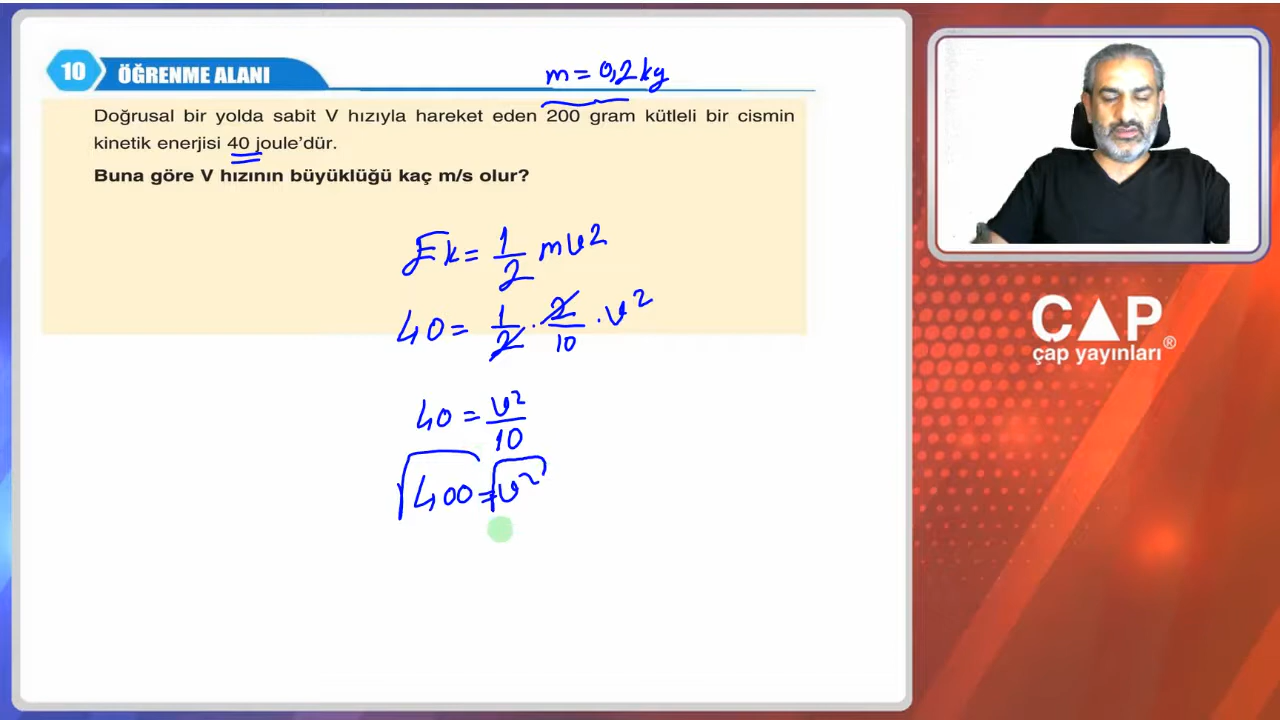 10 ÖĞRENME ALANI
m = 0,2 kg
Doğrusal bir yolda sabit V hızıyla hareket eden 200 gram kütleli bir cismin
kinetik enerjisi 40 joule’dür.
Buna göre V hızının büyüklüğü kaç m/s olur?
Ek = 1/2 mv²
40 = 1/2 · 2/10 · v²
40 = v²/10
√400 = √v²
ÇAP
çap yayınları®